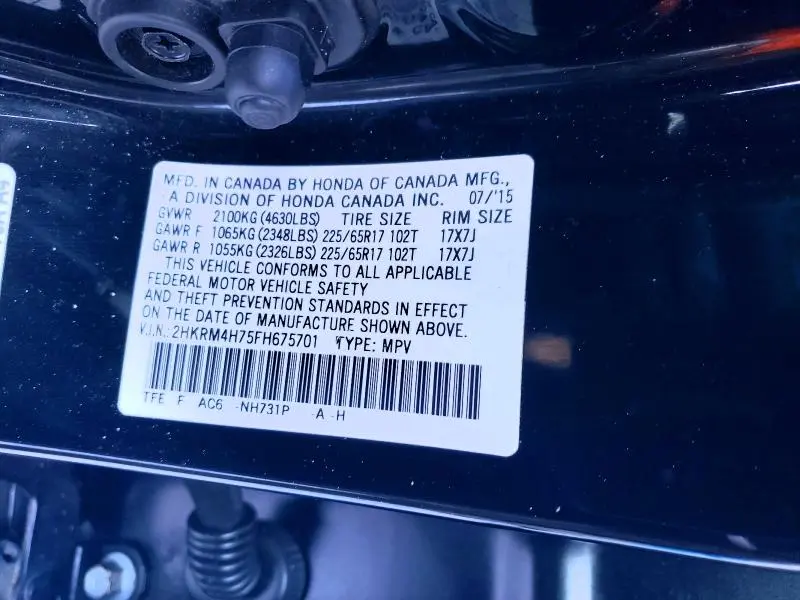 MFD. IN CANADA BY HONDA OF CANADA MFG.,
A DIVISION OF HONDA CANADA INC. 07/'15
GVWR 2100KG (4630LBS) TIRE SIZE RIM SIZE
GAWR F 1065KG (2348LBS) 225/65R17 102T 17X7J
GAWR R 1055KG (2326LBS) 225/65R17 102T 17X7J
THIS VEHICLE CONFORMS TO ALL APPLICABLE
FEDERAL MOTOR VEHICLE SAFETY
AND THEFT PREVENTION STANDARDS IN EFFECT
ON THE DATE OF MANUFACTURE SHOWN ABOVE.
V.I.N.: 2HKRM4H75FH675701 TYPE: MPV
TFE F AC6 -NH731P -A -H